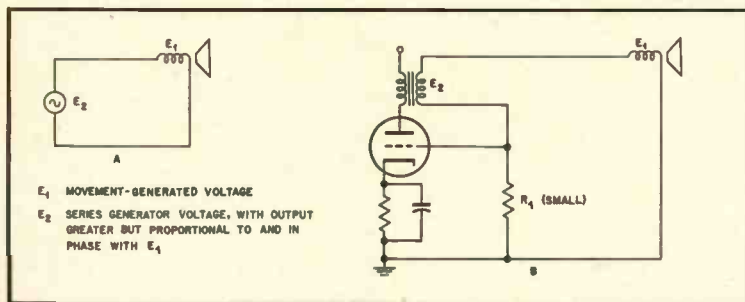 E₁
E₂
A
E₁ MOVEMENT-GENERATED VOLTAGE
E₂ SERIES GENERATOR VOLTAGE, WITH OUTPUT
GREATER BUT PROPORTIONAL TO AND IN
PHASE WITH E₁
E₁
E₂
R₁ (SMALL)
B